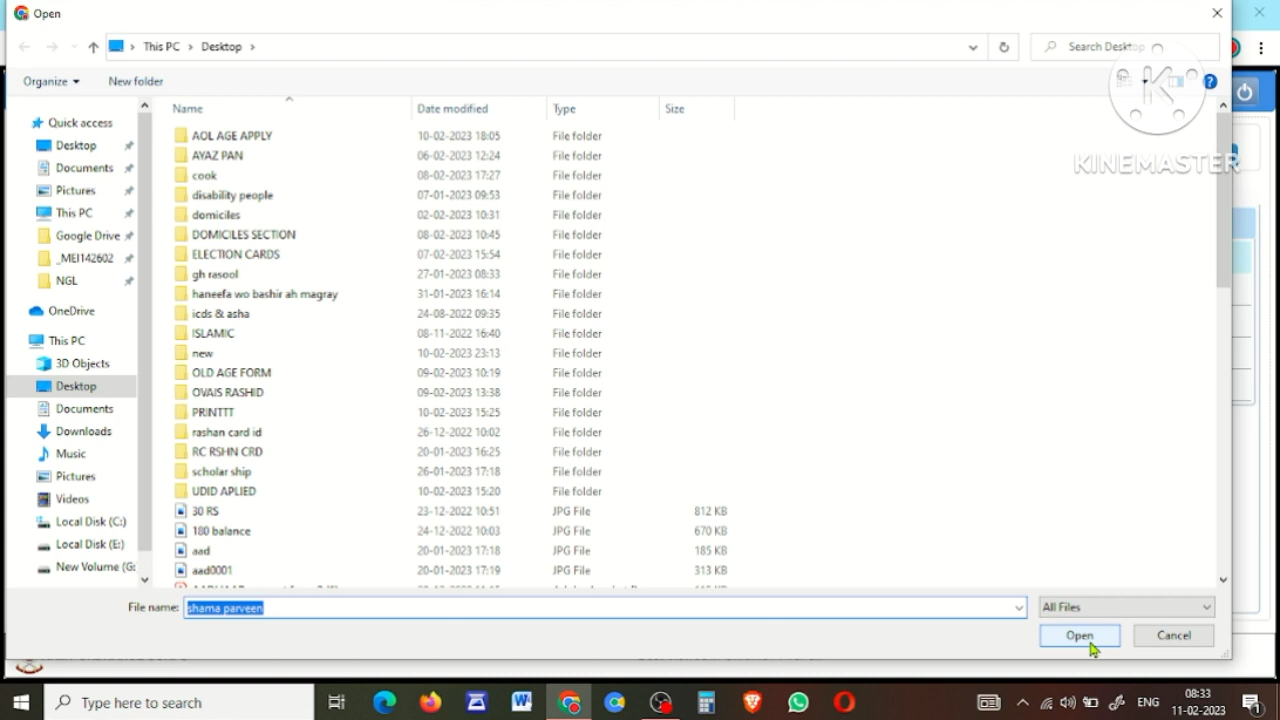 Open
This PC > Desktop >
Search Desktop
Organize
New folder
KINEMASTER
Name
Date modified
Type
Size
Quick access
Desktop
Documents
Pictures
This PC
Google Drive
_MEI142602
NGL
OneDrive
This PC
3D Objects
Desktop
Documents
Downloads
Music
Pictures
Videos
Local Disk (C:)
Local Disk (E:)
New Volume (G:
AOL AGE APPLY 10-02-2023 18:05 File folder
AYAZ PAN 06-02-2023 12:24 File folder
cook 08-02-2023 17:27 File folder
disability people 07-01-2023 09:53 File folder
domiciles 02-02-2023 10:31 File folder
DOMICILES SECTION 08-02-2023 10:45 File folder
ELECTION CARDS 07-02-2023 15:54 File folder
gh rasool 27-01-2023 08:33 File folder
haneefa wo bashir ah magray 31-01-2023 16:14 File folder
icds & asha 24-08-2022 09:35 File folder
ISLAMIC 08-11-2022 16:40 File folder
new 10-02-2023 23:13 File folder
OLD AGE FORM 09-02-2023 10:19 File folder
OVAIS RASHID 09-02-2023 13:38 File folder
PRINTTT 10-02-2023 15:25 File folder
rashan card id 26-12-2022 10:02 File folder
RC RSHN CRD 20-01-2023 16:25 File folder
scholar ship 26-01-2023 17:18 File folder
UDID APLIED 10-02-2023 15:20 File folder
30 RS 23-12-2022 10:51 JPG File 812 KB
180 balance 24-12-2022 10:03 JPG File 670 KB
aad 20-01-2023 17:18 JPG File 185 KB
aad0001 20-01-2023 17:19 JPG File 313 KB
File name: shama parveen
All Files
Open
Cancel
Type here to search
ENG
08:33
11-02-2023
1